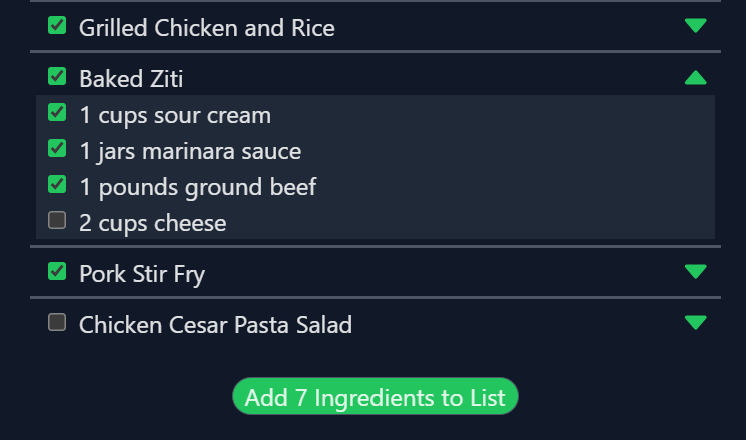 Grilled Chicken and Rice
Baked Ziti
1 cups sour cream
1 jars marinara sauce
1 pounds ground beef
2 cups cheese
Pork Stir Fry
Chicken Cesar Pasta Salad
Add 7 Ingredients to List